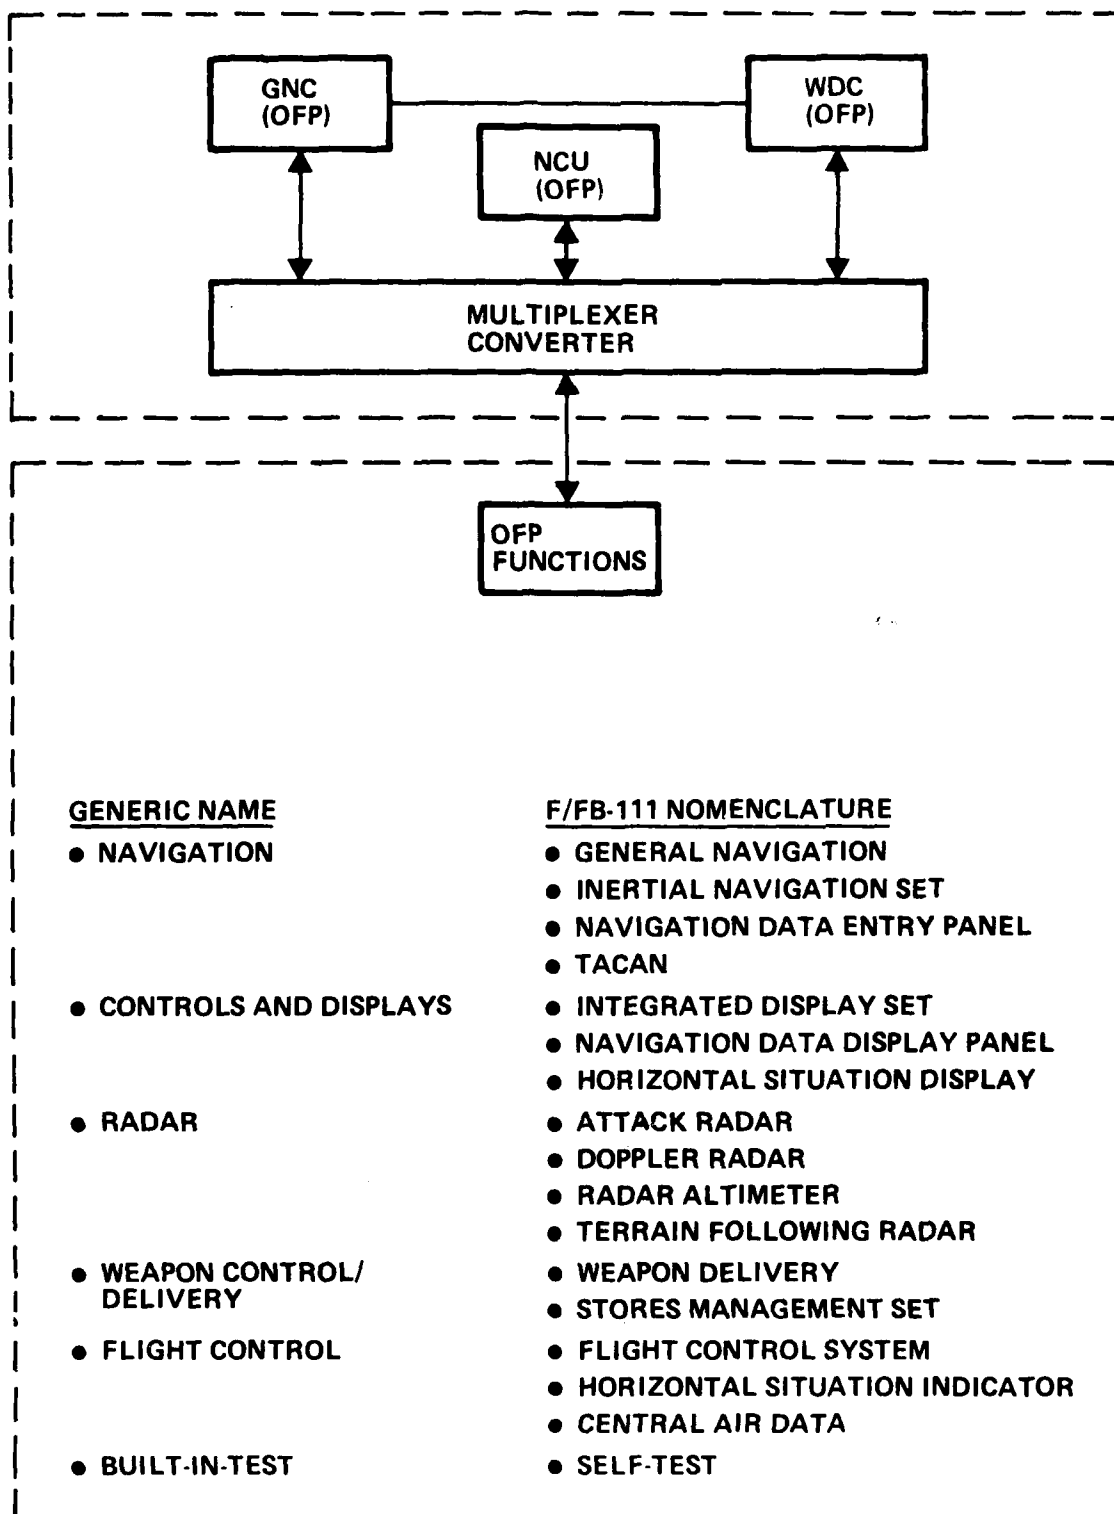 GNC
(OFP)
WDC
(OFP)
NCU
(OFP)
MULTIPLEXER
CONVERTER
OFP
FUNCTIONS
GENERIC NAME
F/FB-111 NOMENCLATURE
● NAVIGATION
● GENERAL NAVIGATION
● INERTIAL NAVIGATION SET
● NAVIGATION DATA ENTRY PANEL
● TACAN
● CONTROLS AND DISPLAYS
● INTEGRATED DISPLAY SET
● NAVIGATION DATA DISPLAY PANEL
● HORIZONTAL SITUATION DISPLAY
● RADAR
● ATTACK RADAR
● DOPPLER RADAR
● RADAR ALTIMETER
● TERRAIN FOLLOWING RADAR
● WEAPON CONTROL/
DELIVERY
● WEAPON DELIVERY
● STORES MANAGEMENT SET
● FLIGHT CONTROL
● FLIGHT CONTROL SYSTEM
● HORIZONTAL SITUATION INDICATOR
● CENTRAL AIR DATA
● BUILT-IN-TEST
● SELF-TEST